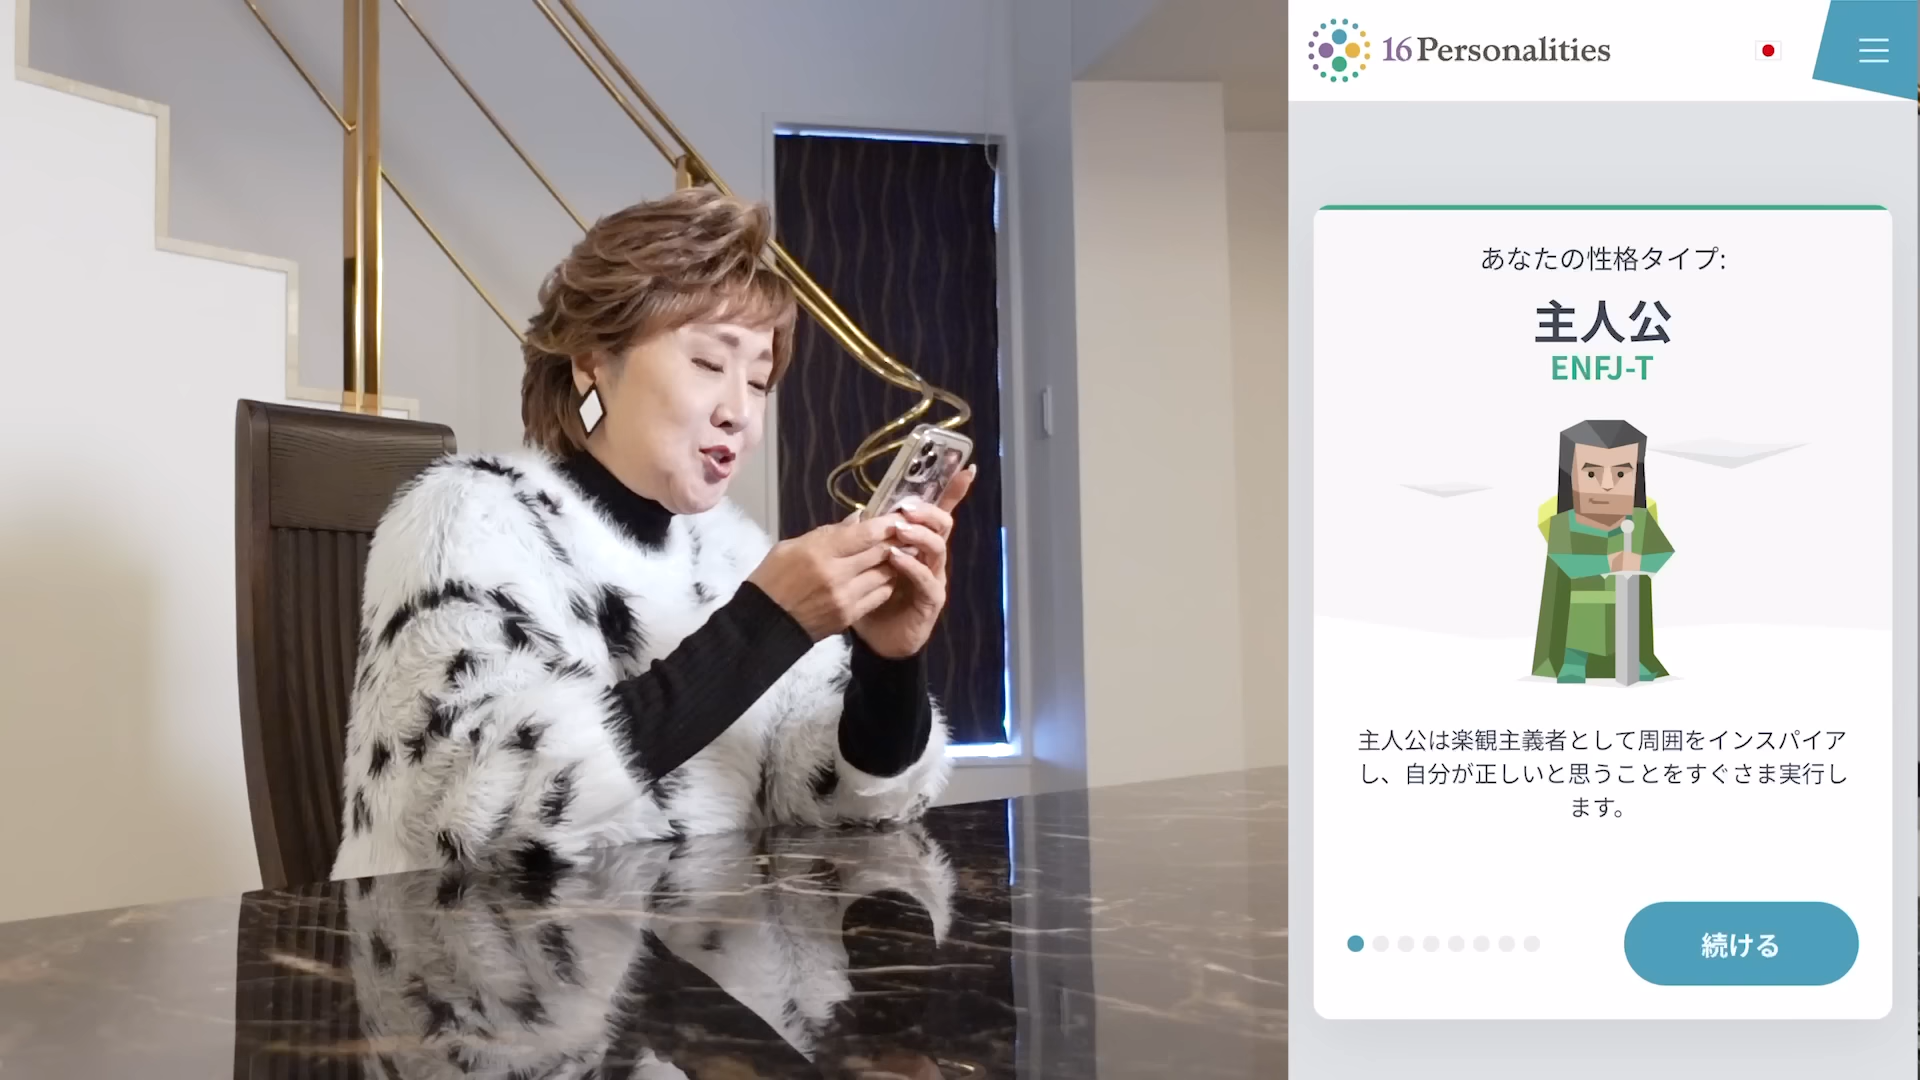 16Personalities
あなたの性格タイプ:
主人公
ENFJ-T
主人公は楽観主義者として周囲をインスパイア
し、自分が正しいと思うことをすぐさま実行し
ます。
続ける